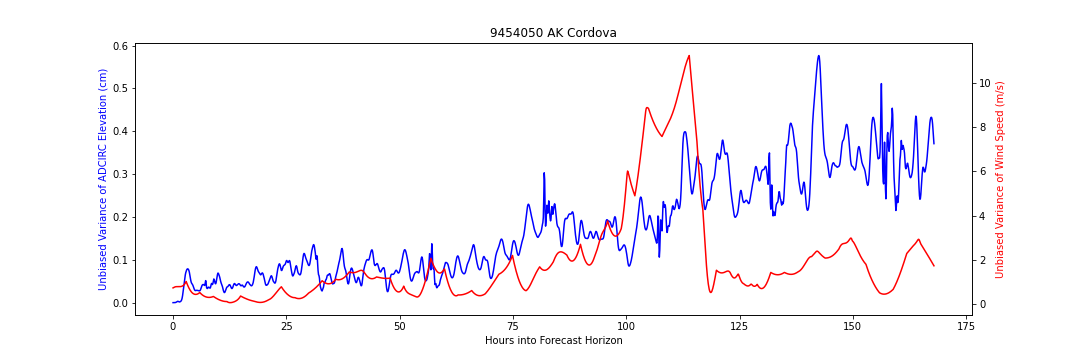 9454050 AK Cordova
Unbiased Variance of ADCIRC Elevation (cm)
0.6
0.5
0.4
0.3
0.2
0.1
0.0
10
8
6
4
2
0
Unbiased Variance of Wind Speed (m/s)
0 25 50 75 100 125 150 175
Hours into Forecast Horizon